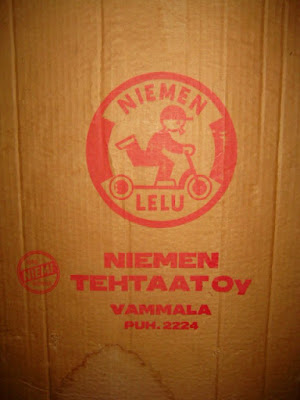 NIEMEN
LELU
NIEMEN
TEHTAAT Oy
VAMMALA
PUH. 2224